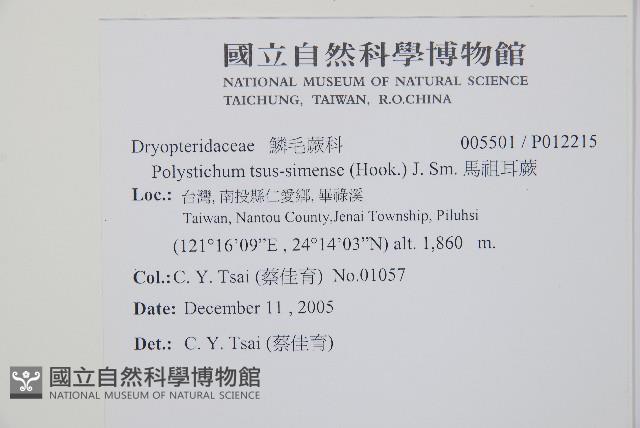 國立自然科學博物館
NATIONAL MUSEUM OF NATURAL SCIENCE
TAICHUNG, TAIWAN, R.O.CHINA
Dryopteridaceae 鱗毛蕨科 005501 / P012215
Polystichum tsus-simense (Hook.) J. Sm. 馬祖耳蕨
Loc.: 台灣, 南投縣仁愛鄉, 畢祿溪
Taiwan, Nantou County,Jenai Township, Piluhsi
(121°16'09"E , 24°14'03"N) alt. 1,860 m.
Col.: C. Y. Tsai (蔡佳育) No.01057
Date: December 11 , 2005
Det.: C. Y. Tsai (蔡佳育)
國立自然科學博物館
NATIONAL MUSEUM OF NATURAL SCIENCE